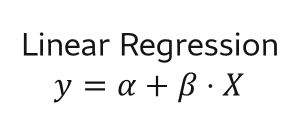 Linear Regression
y = α + β · X